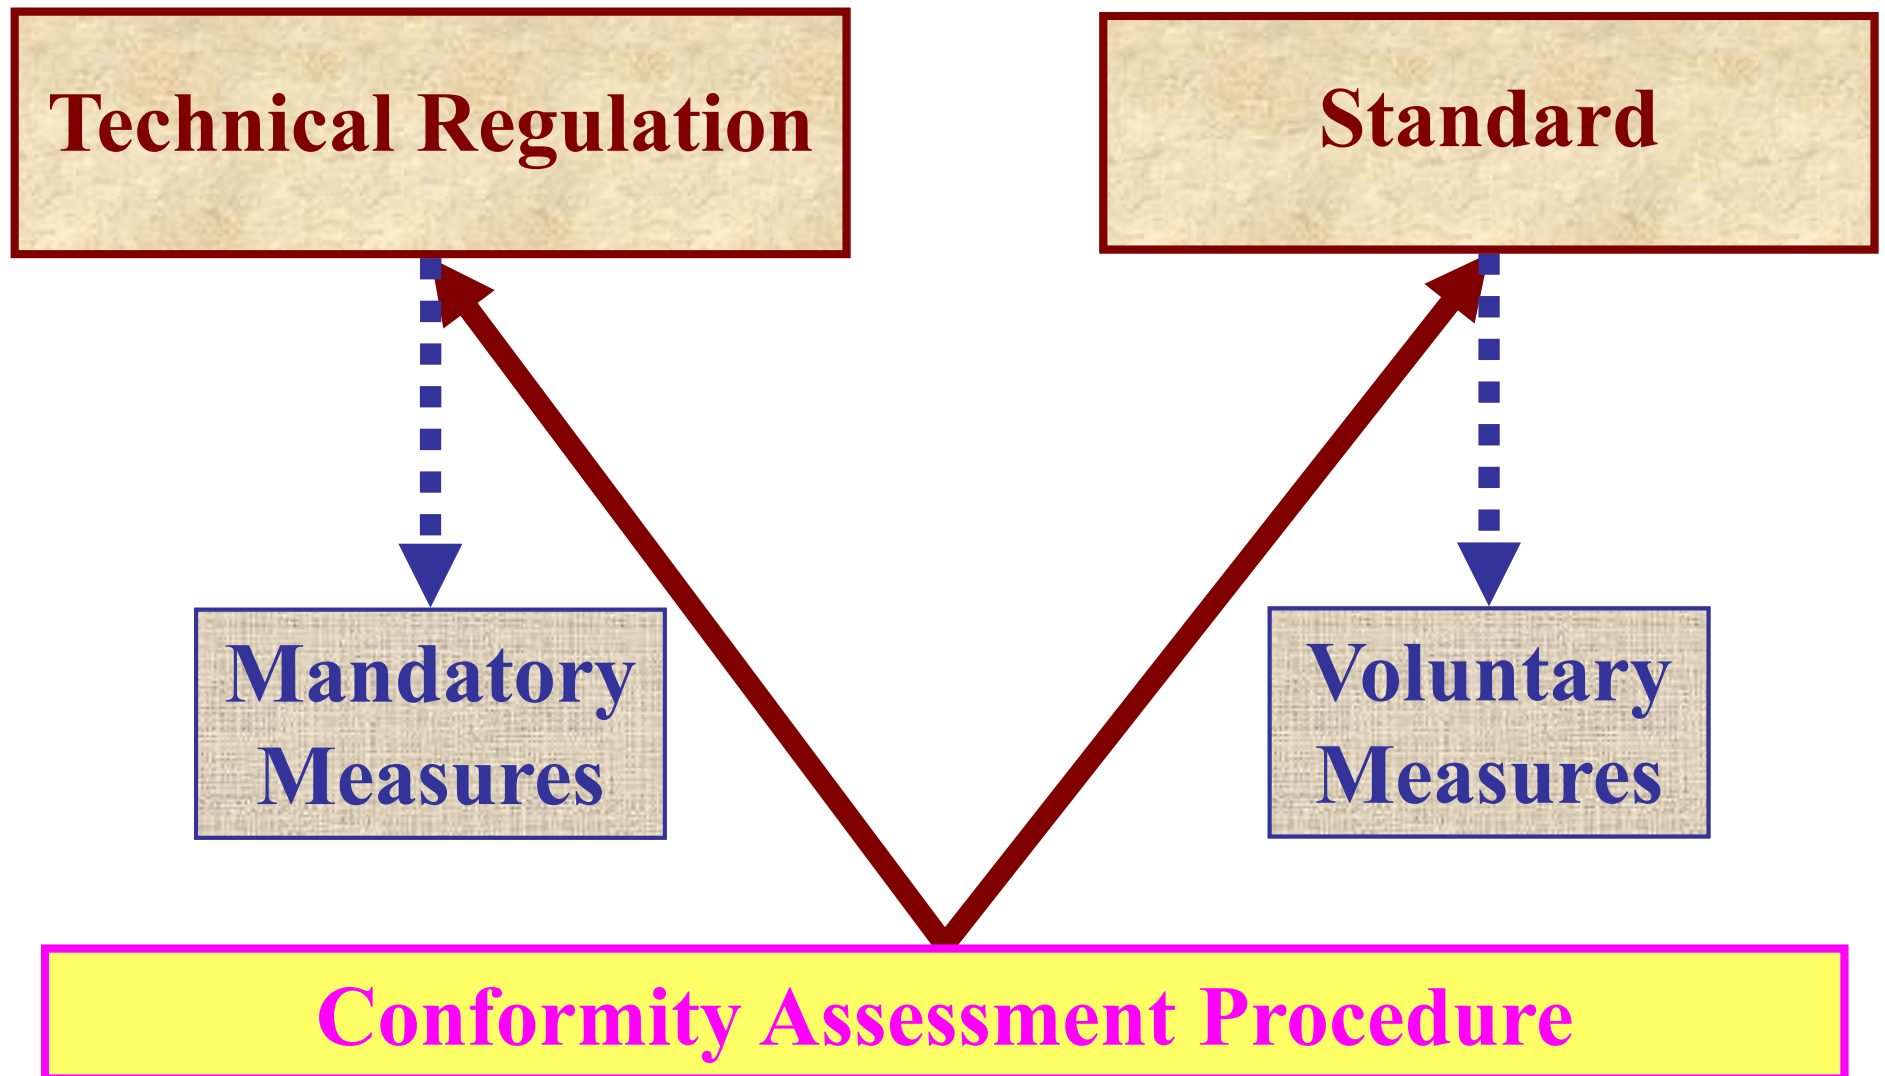 Technical Regulation
Standard
Mandatory
Measures
Voluntary
Measures
Conformity Assessment Procedure